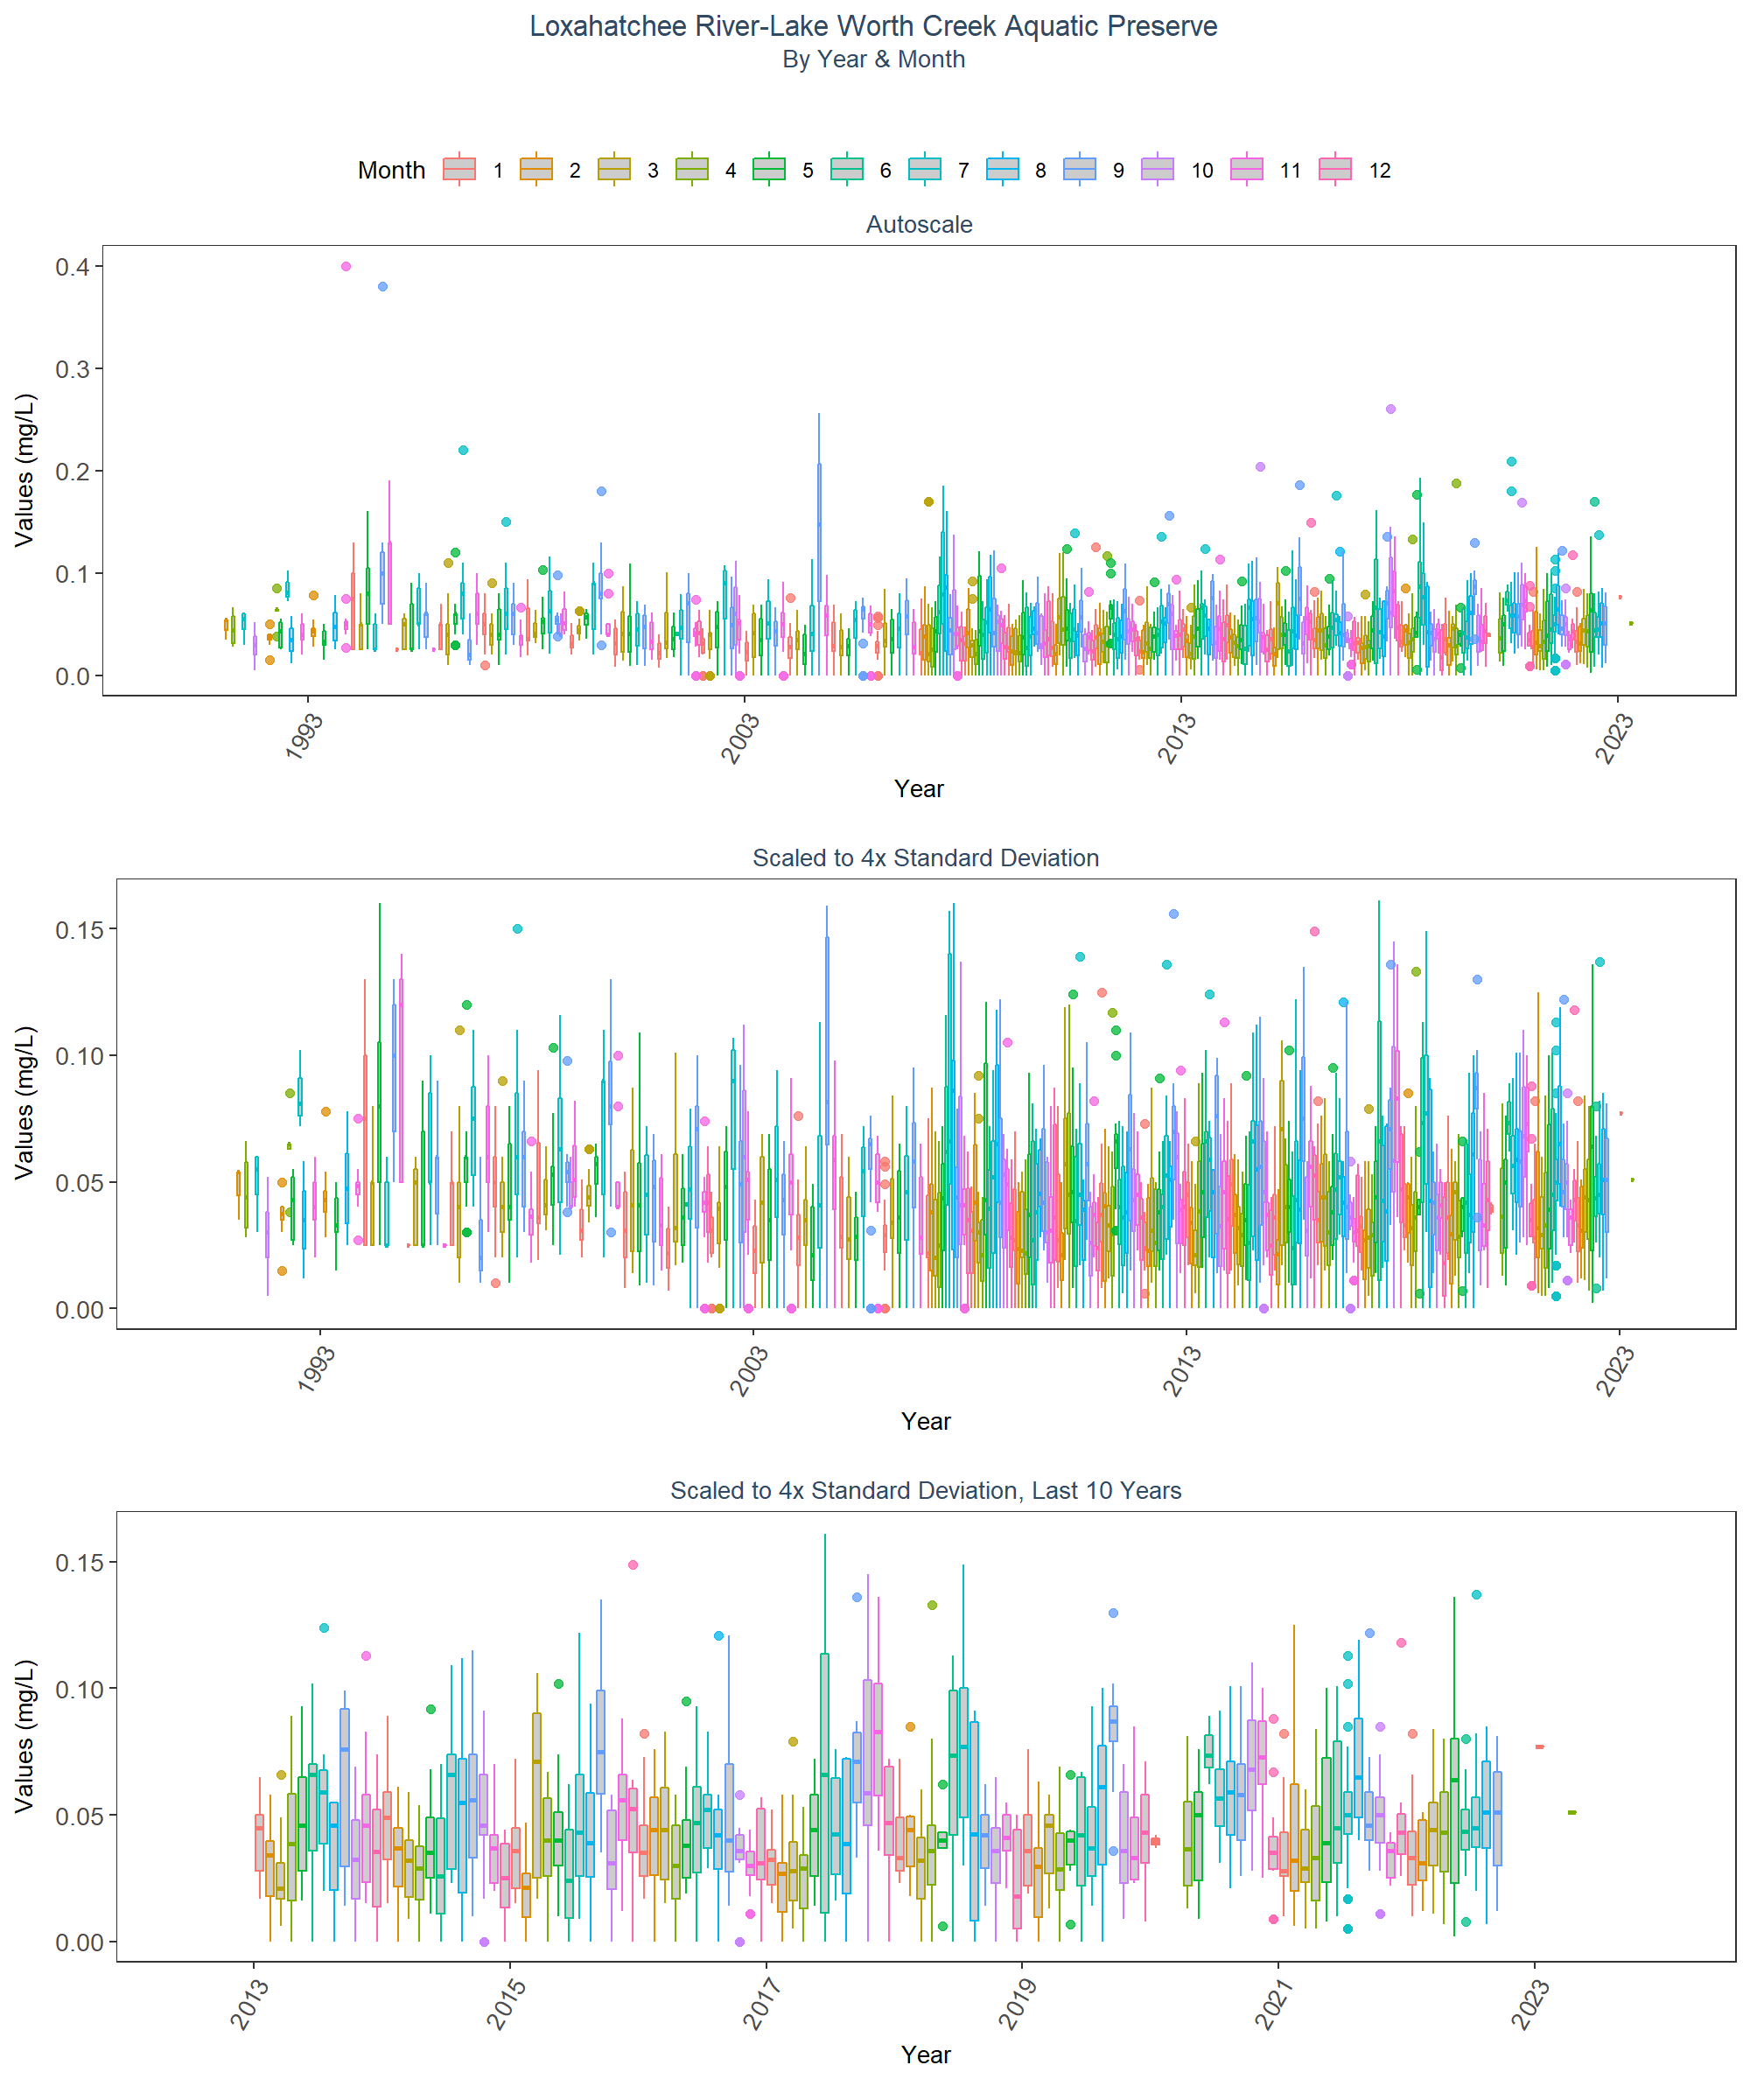 Loxahatchee River-Lake Worth Creek Aquatic Preserve
By Year & Month
Month 1 2 3 4 5 6 7 8 9 10 11 12
Autoscale
Values (mg/L)
0.4
0.3
0.2
0.1
0.0
1993 2003 2013 2023
Year
Scaled to 4x Standard Deviation
Values (mg/L)
0.15
0.10
0.05
0.00
1993 2003 2013 2023
Year
Scaled to 4x Standard Deviation, Last 10 Years
Values (mg/L)
0.15
0.10
0.05
0.00
2013 2015 2017 2019 2021 2023
Year